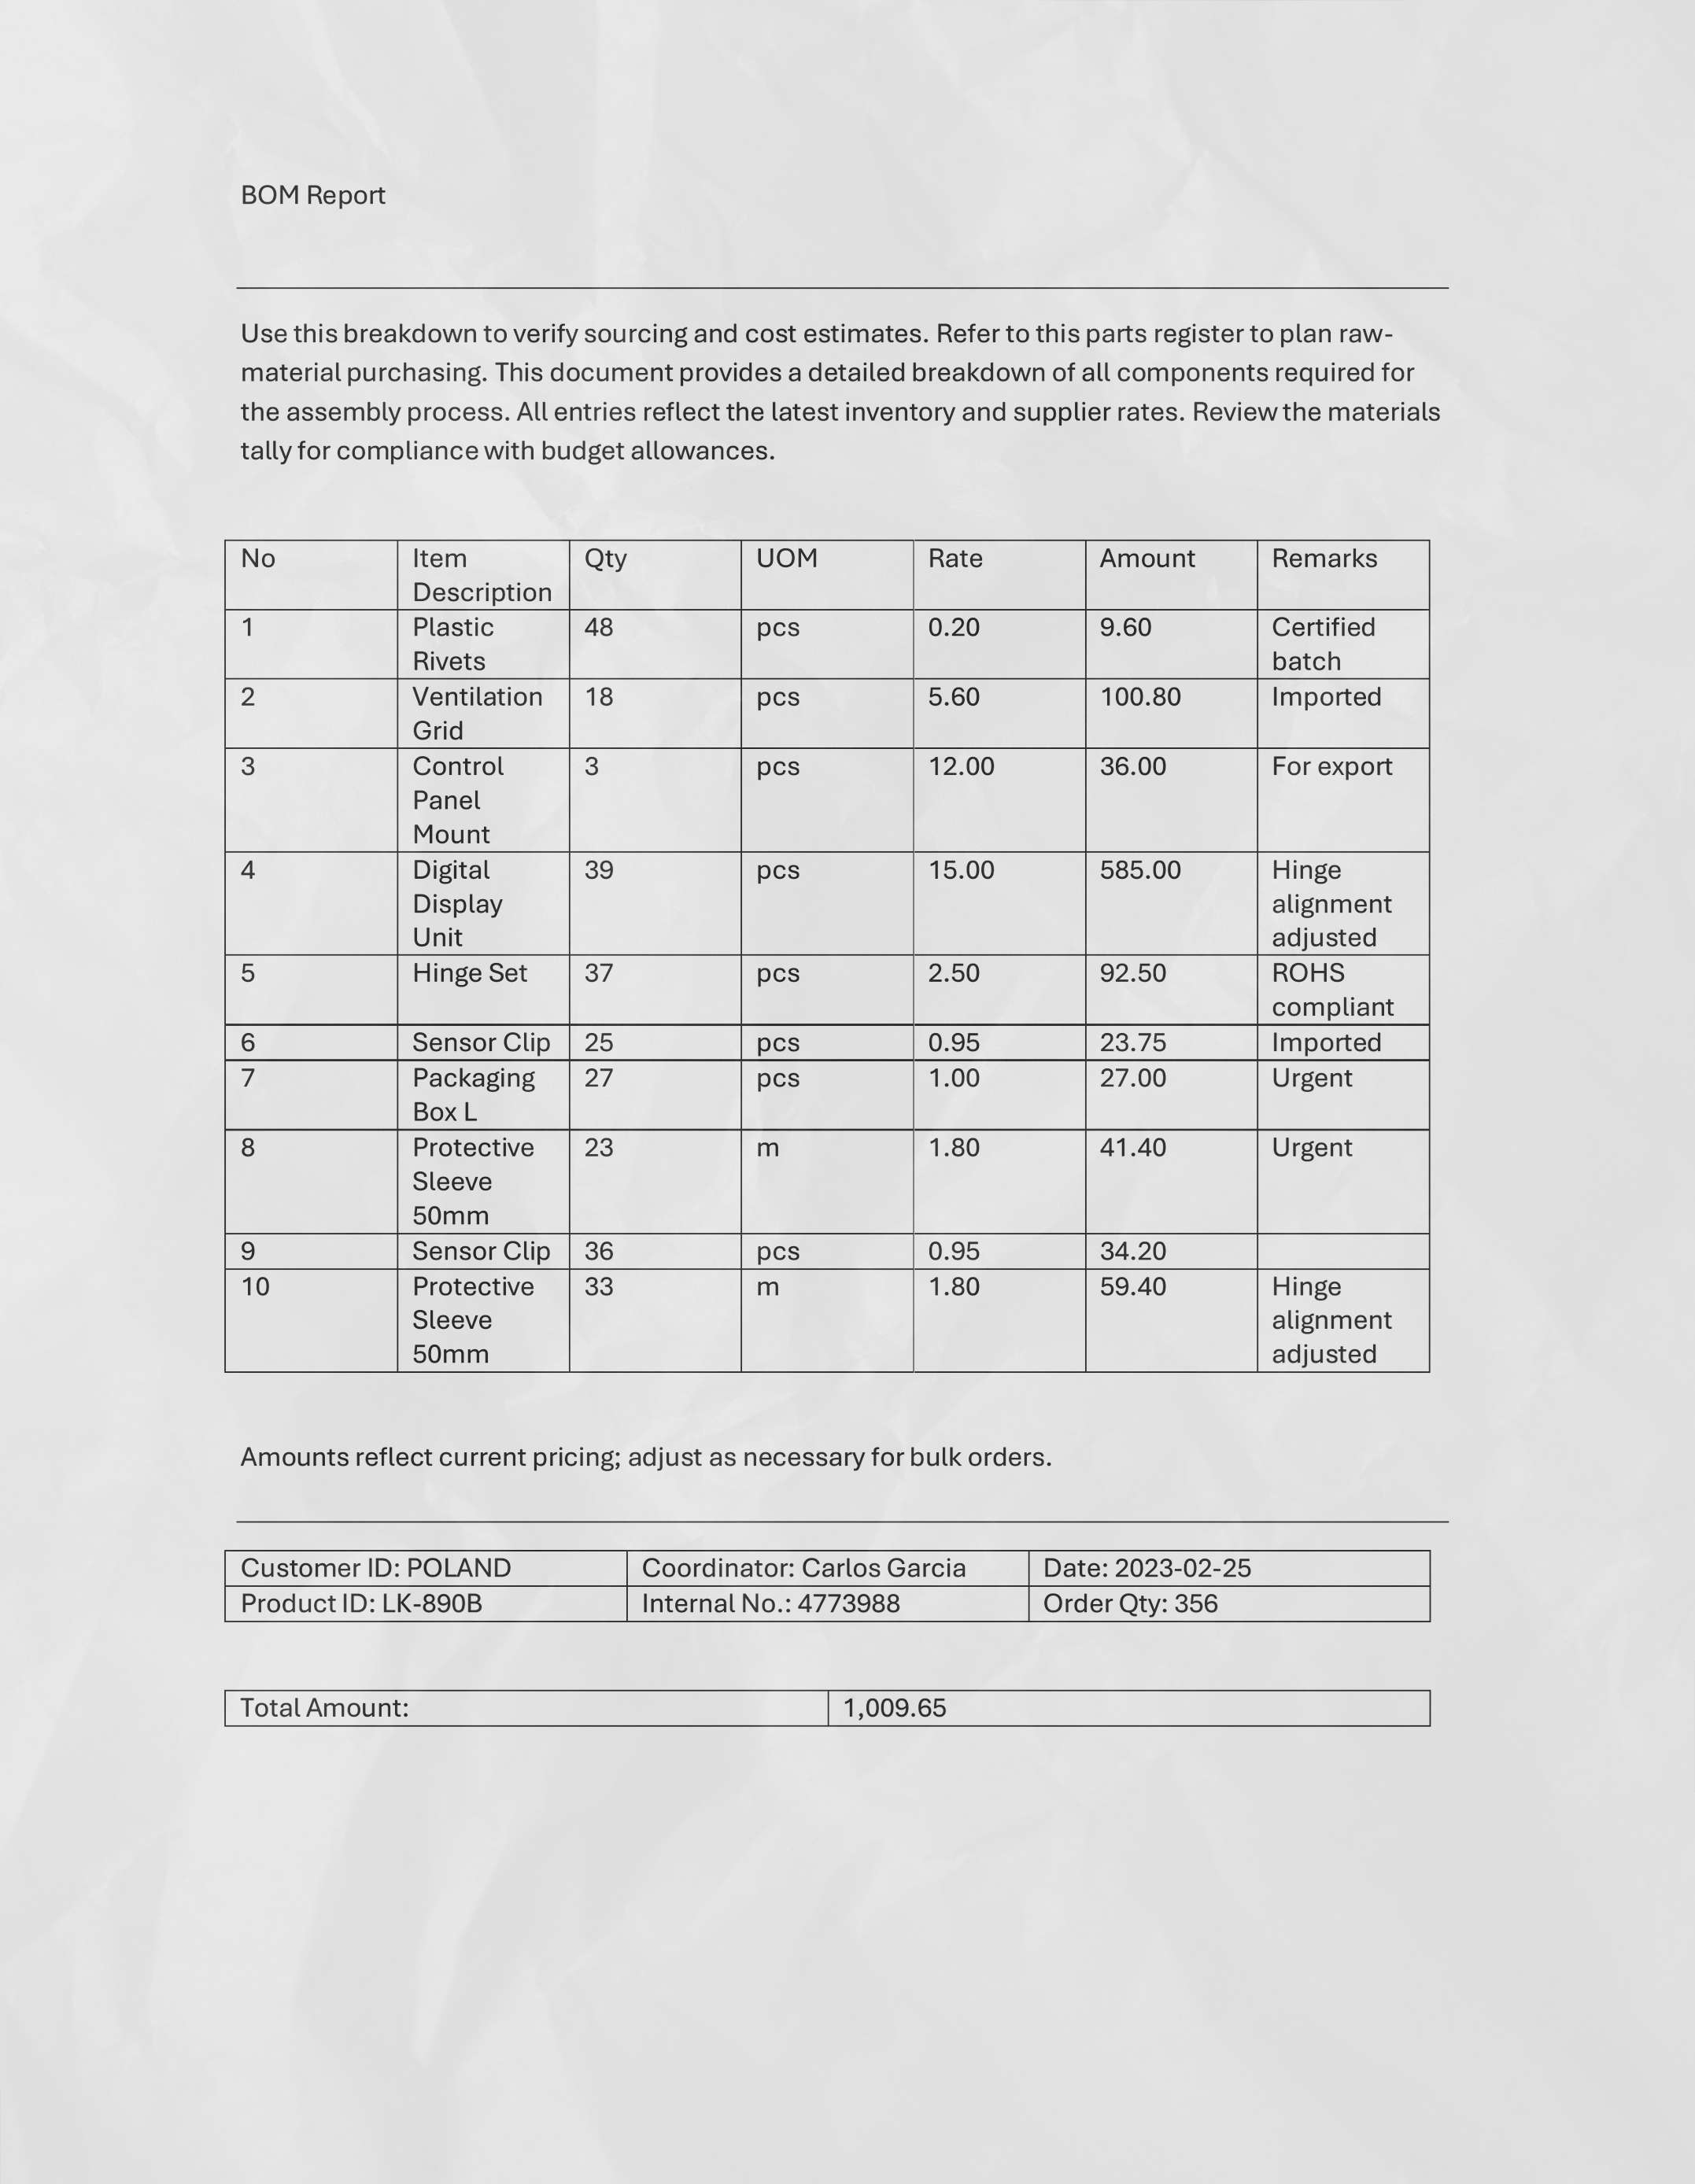 BOM Report
Use this breakdown to verify sourcing and cost estimates. Refer to this parts register to plan raw-
material purchasing. This document provides a detailed breakdown of all components required for
the assembly process. All entries reflect the latest inventory and supplier rates. Review the materials
tally for compliance with budget allowances.
No Item Description Qty UOM Rate Amount Remarks
1 Plastic Rivets 48 pcs 0.20 9.60 Certified batch
2 Ventilation Grid 18 pcs 5.60 100.80 Imported
3 Control Panel Mount 3 pcs 12.00 36.00 For export
4 Digital Display Unit 39 pcs 15.00 585.00 Hinge alignment adjusted
5 Hinge Set 37 pcs 2.50 92.50 ROHS compliant
6 Sensor Clip 25 pcs 0.95 23.75 Imported
7 Packaging Box L 27 pcs 1.00 27.00 Urgent
8 Protective Sleeve 50mm 23 m 1.80 41.40 Urgent
9 Sensor Clip 36 pcs 0.95 34.20
10 Protective Sleeve 50mm 33 m 1.80 59.40 Hinge alignment adjusted
Amounts reflect current pricing; adjust as necessary for bulk orders.
Customer ID: POLAND Coordinator: Carlos Garcia Date: 2023-02-25
Product ID: LK-890B Internal No.: 4773988 Order Qty: 356
Total Amount: 1,009.65